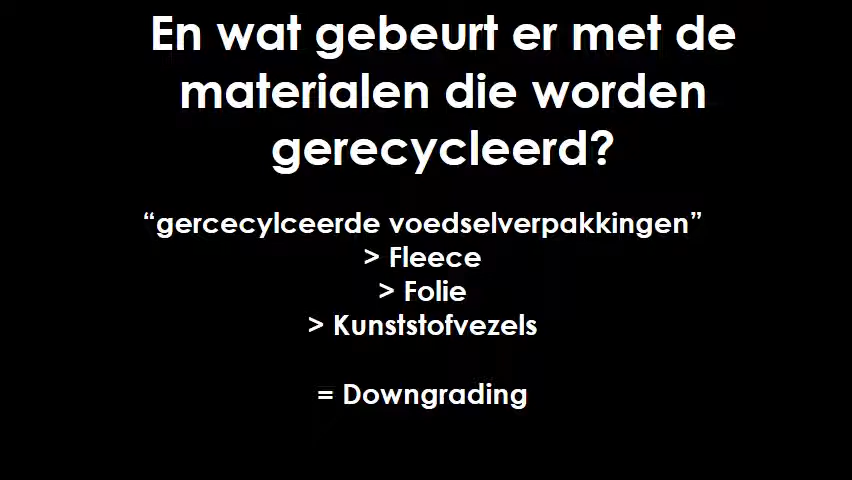 En wat gebeurt er met de
materialen die worden
gerecycleerd?
“gercecylceerde voedselverpakkingen”
> Fleece
> Folie
> Kunststofvezels
= Downgrading